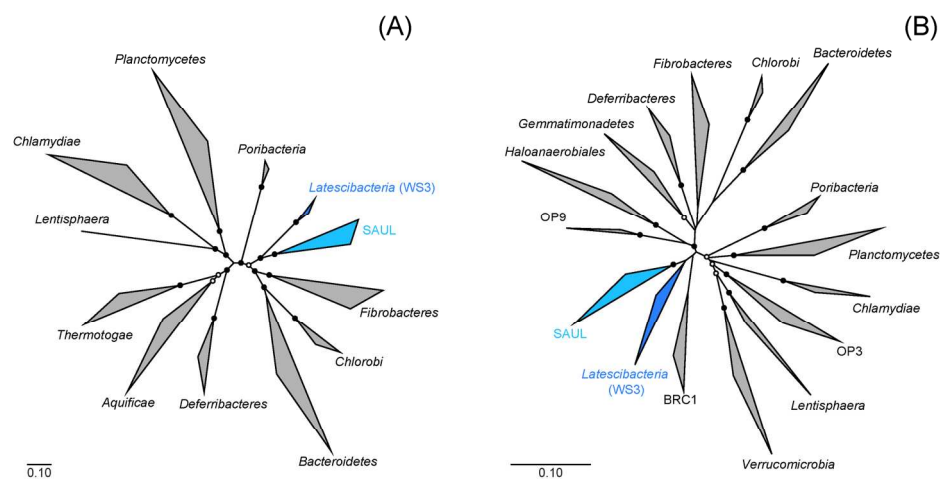 (A)
Planctomycetes
Chlamydiae
Poribacteria
Latescibacteria (WS3)
Lentisphaera
SAUL
Thermotogae
Fibrobacteres
Chlorobi
Aquificae
Deferribacteres
Bacteroidetes
0.10
(B)
Bacteroidetes
Chlorobi
Fibrobacteres
Deferribacteres
Gemmatimonadetes
Haloanaerobiales
Poribacteria
OP9
Planctomycetes
Chlamydiae
SAUL
OP3
Latescibacteria
(WS3)
BRC1
Lentisphaera
Verrucomicrobia
0.10